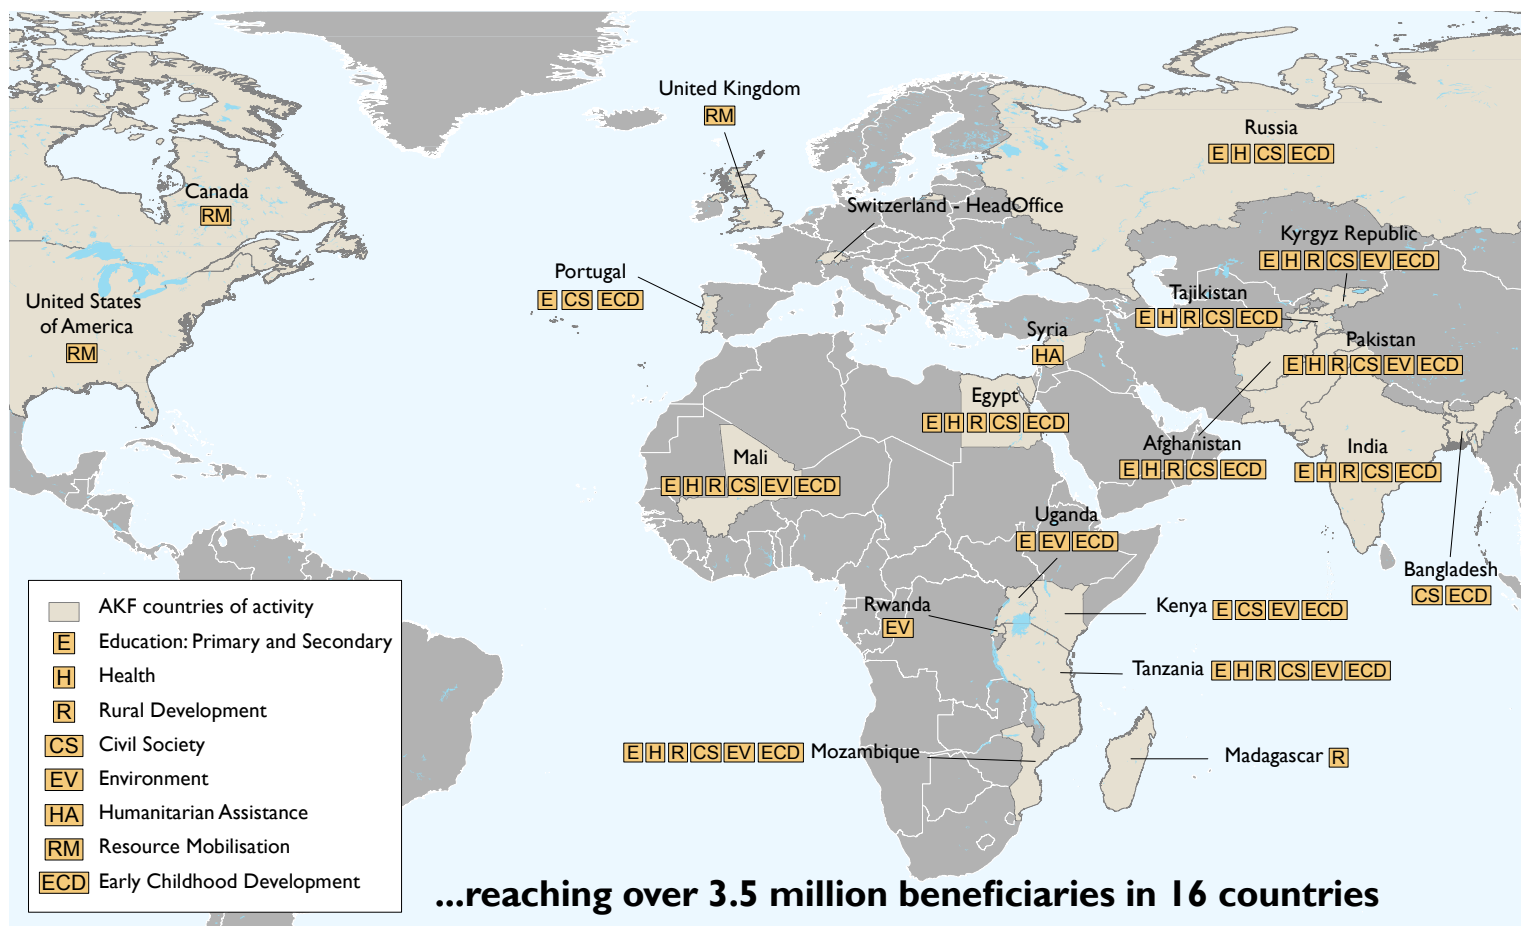 United Kingdom
RM
Russia
E H CS ECD
Canada
RM
Switzerland - HeadOffice
Kyrgyz Republic
E H R CS EV ECD
Portugal
E CS ECD
Tajikistan
E H R CS ECD
United States
of America
RM
Syria
HA
Pakistan
E H R CS EV ECD
Egypt
E H R CS ECD
Afghanistan
E H R CS ECD
India
E H R CS ECD
Mali
E H R CS EV ECD
Uganda
E EV ECD
Bangladesh
CS ECD
Rwanda
EV
Kenya E CS EV ECD
Tanzania E H R CS EV ECD
E H R CS EV ECD Mozambique
Madagascar R
AKF countries of activity
E Education: Primary and Secondary
H Health
R Rural Development
CS Civil Society
EV Environment
HA Humanitarian Assistance
RM Resource Mobilisation
ECD Early Childhood Development
...reaching over 3.5 million beneficiaries in 16 countries